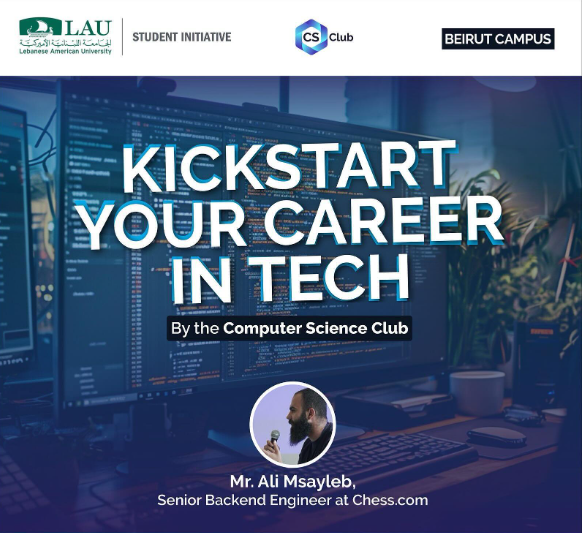 LAU
الجامعة اللبنانية الأميركية
Lebanese American University
STUDENT INITIATIVE
CS Club
BEIRUT CAMPUS
KICKSTART
YOUR CAREER
IN TECH
By the Computer Science Club
Mr. Ali Msayleb,
Senior Backend Engineer at Chess.com